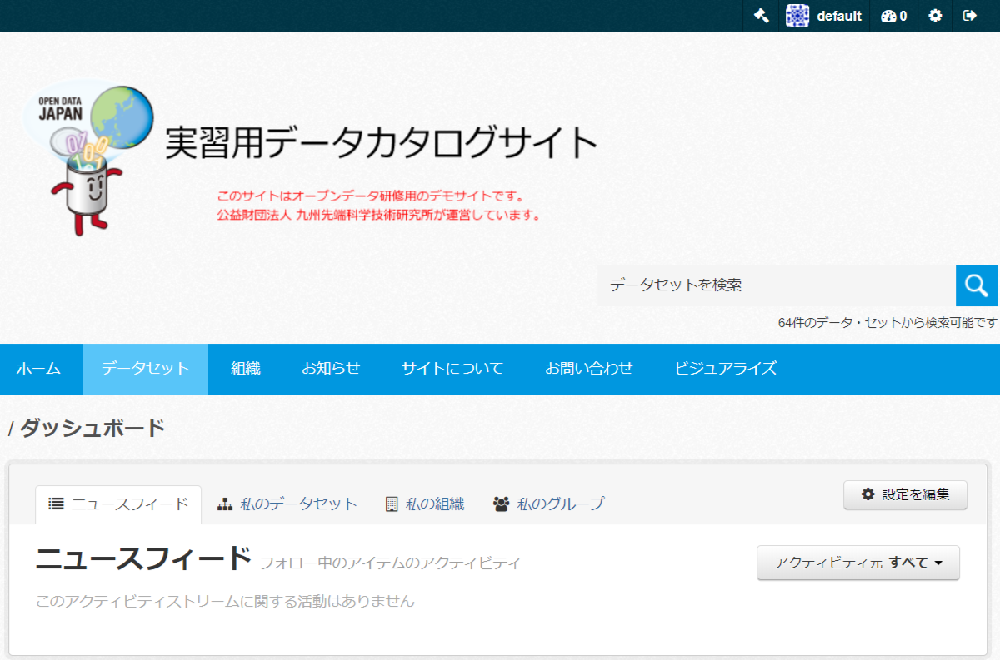 default
0
OPEN DATA
JAPAN
実習用データカタログサイト
このサイトはオープンデータ研修用のデモサイトです。
公益財団法人 九州先端科学技術研究所が運営しています。
データセットを検索
64件のデータ・セットから検索可能です
ホーム データセット 組織 お知らせ サイトについて お問い合わせ ビジュアライズ
/ ダッシュボード
ニュースフィード 私のデータセット 私の組織 私のグループ 設定を編集
ニュースフィード フォロー中のアイテムのアクティビティ アクティビティ元 すべて
このアクティビティストリームに関する活動はありません